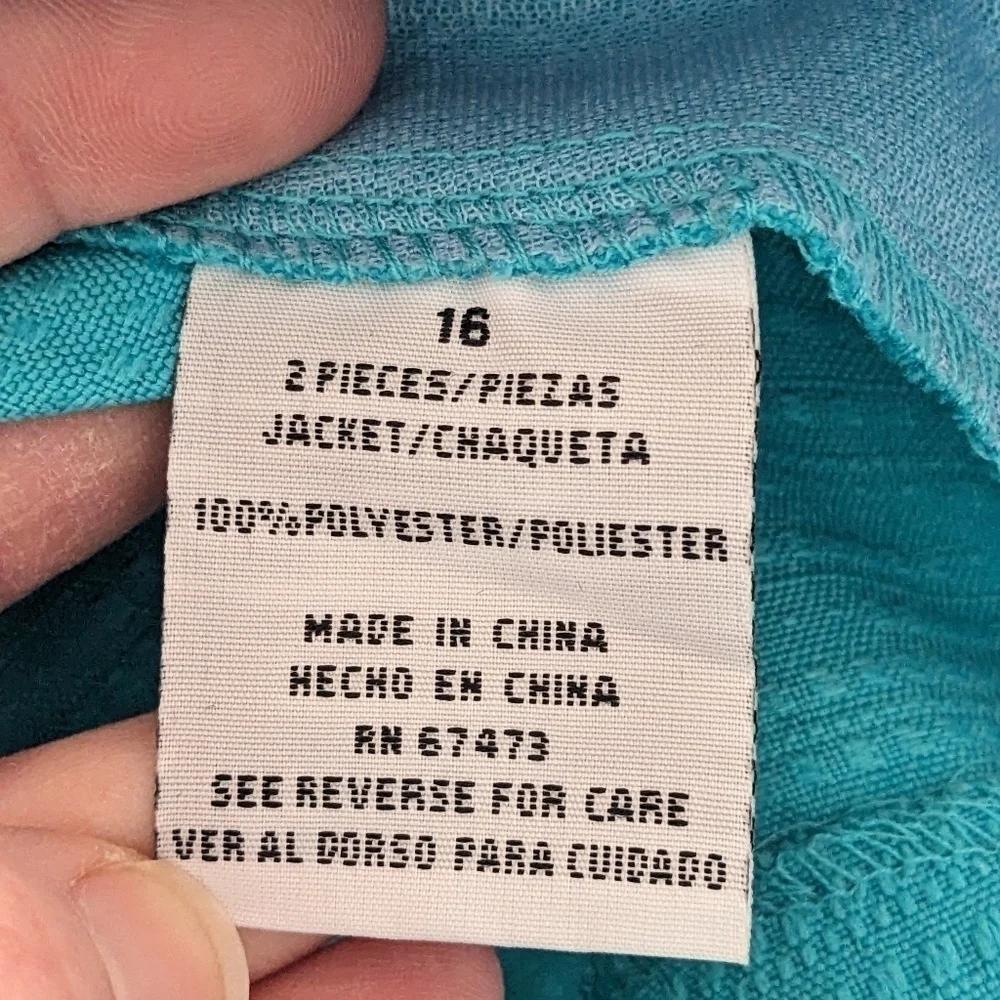 16
2 PIECES/PIEZAS
JACKET/CHAQUETA
100% POLYESTER/POLIESTER
MADE IN CHINA
HECHO EN CHINA
RN 67473
SEE REVERSE FOR CARE
VER AL DORSO PARA CUIDADO